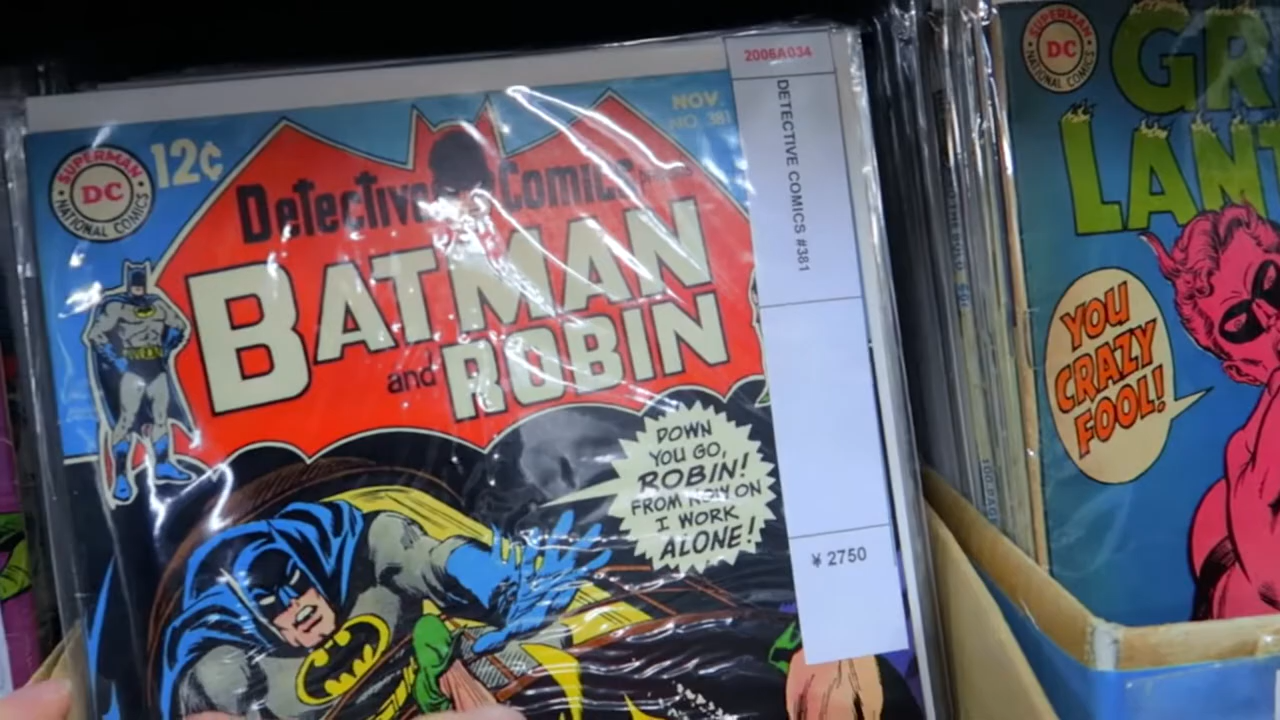 SUPERMAN
DC
NATIONAL COMICS
12¢
NOV.
NO. 381
Detective Comics
BATMAN
and ROBIN
DOWN
YOU GO,
ROBIN!
FROM NOW ON
I WORK
ALONE!
2006A034
DETECTIVE COMICS #381
¥ 2750
SUPERMAN
DC
NATIONAL COMICS
GR
LANT
YOU
CRAZY
FOOL!